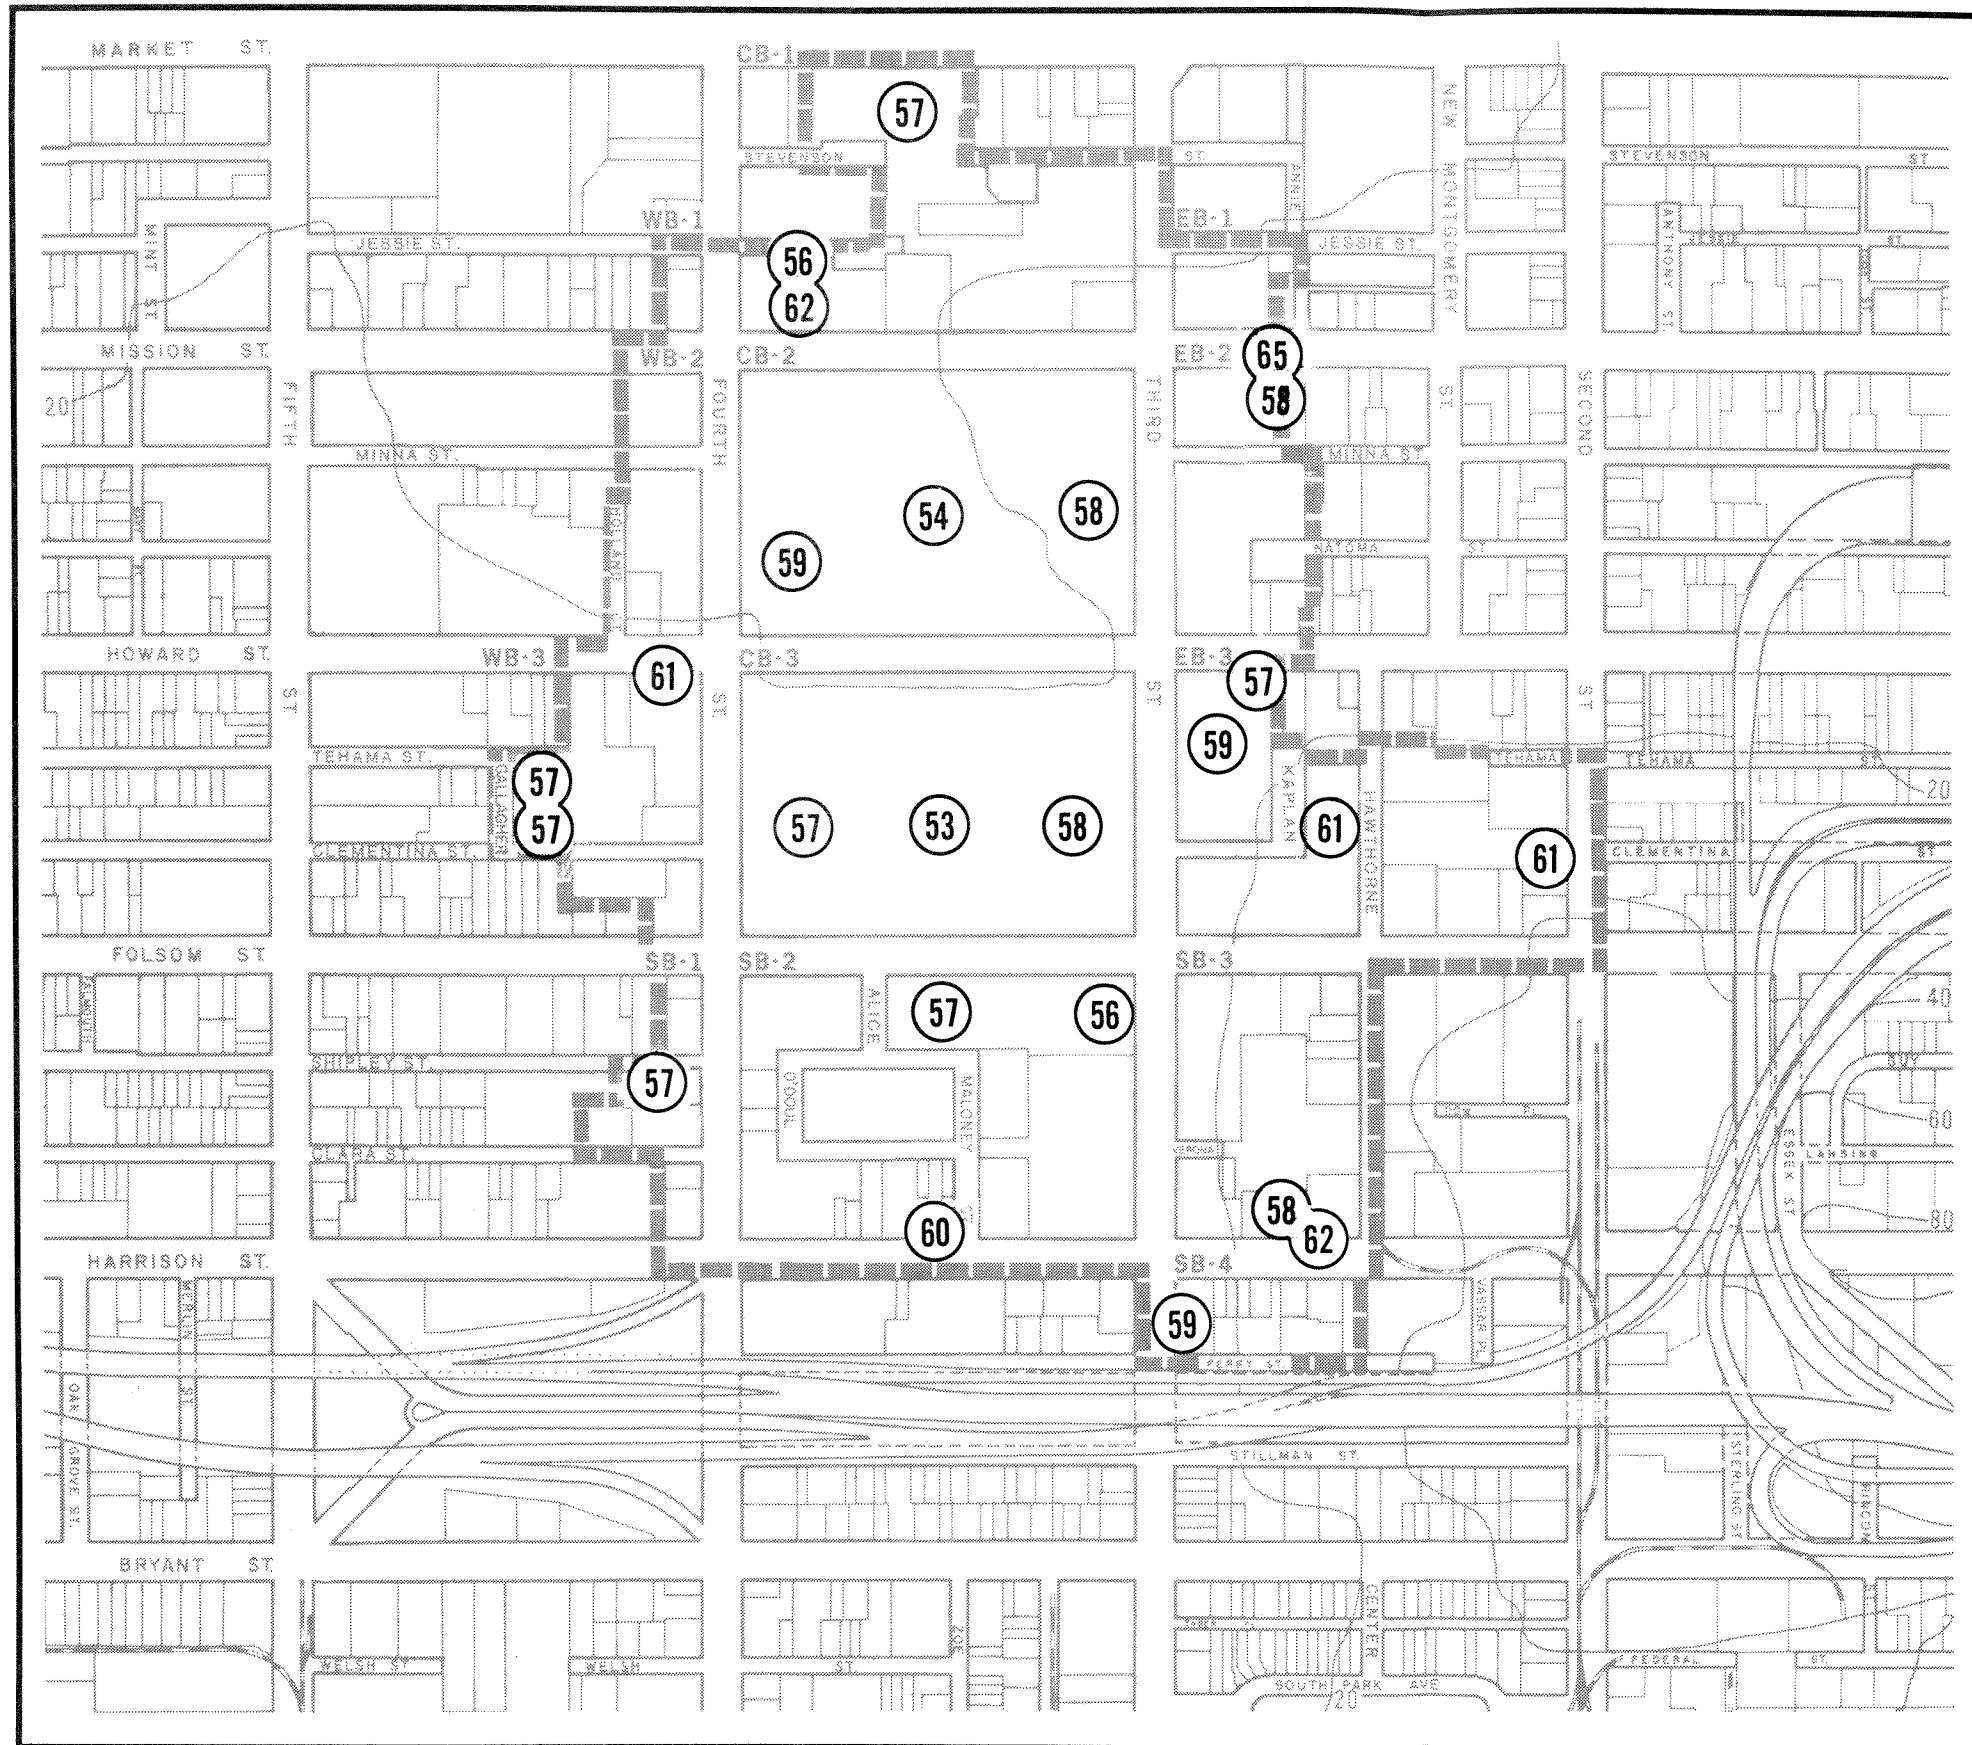 MARKET ST.
CB-1
57
STEVENSON
ST.
ANNIE
NEW MONTGOMERY
STEVENSON ST.
MINT ST.
WB-1
JESSIE ST.
EB-1
JESSIE ST.
ANTHONY ST.
ST.
56
62
MISSION ST.
WB-2
CB-2
EB-2
65
58
20
FIFTH
FOURTH
THIRD
ST.
SECOND
MINNA ST.
MINNA ST.
HOLLAND CT.
54
58
59
NATOMA ST.
HOWARD ST.
WB-3
61
CB-3
EB-3
57
ST
ST.
ST.
ST
59
TEHAMA ST.
TEHAMA
TEHAMA ST.
GALLAGHER
57
57
KAPLAN
HAWTHORNE
20
57
53
58
61
61
CLEMENTINA ST.
CLEMENTINA ST
FOLSOM ST.
SB-1
SB-2
SB-3
FALMOUTH
ALICE
57
56
40
SHIPLEY ST.
57
O'DOUL
MALONEY
GUY
60
CLARA ST.
VERONA
ESSEX ST
LANSING
58
62
60
80
HARRISON ST.
SB-4
MERLIN ST.
59
VASSAR PL.
PERRY ST.
OAK GROVE ST.
STILLMAN ST.
STERLING ST
RINCON
BRYANT ST.
ZOE
CENTER
WELSH ST
WELSH ST.
FEDERAL ST.
SOUTH PARK AVE
20